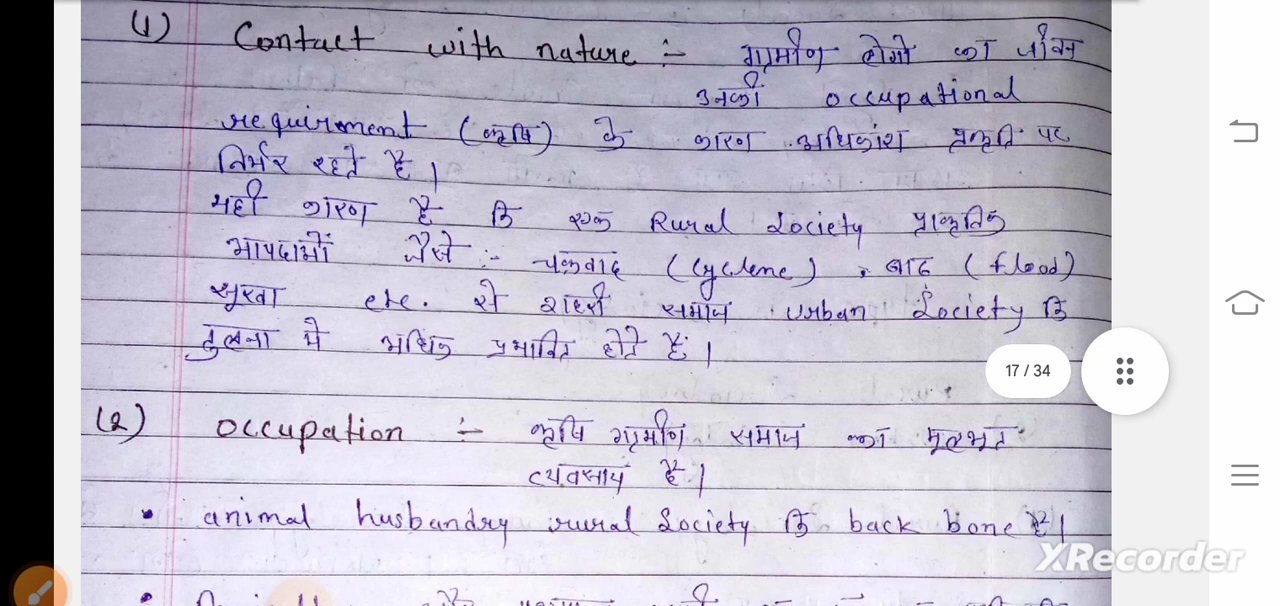 (1) Contact with nature :- ग्रामीण लोगो का जीवन
उनकी occupational
requirement (कृषि) के कारण अधिकांश प्रकृति पर
निर्भर रहते है।
यही कारण है कि एक Rural Society प्राकृतिक
आपदाओं जैसे :- चक्रवाद (Cyclene), बाढ (flood)
सूखा etc. से शहरी समाज urban Society कि
तुलना मे अधिक प्रभावित होते हैं।
17 / 34
(2) Occupation :- कृषि ग्रामीण समाज का मूलभूत
व्यवसाय है।
• animal husbandry rural Society कि back bone है।
XRecorder